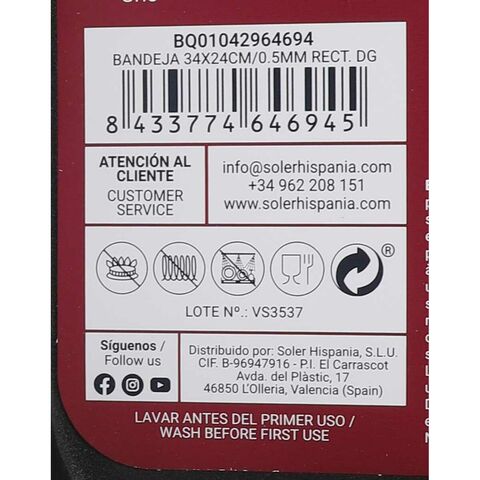 BQ01042964694
BANDEJA 34X24CM/0.5MM RECT. DG
8 433774 646945
ATENCIÓN AL
CLIENTE
CUSTOMER
SERVICE
info@solerhispania.com
+34 962 208 151
www.solerhispania.com
®
LOTE Nº.: VS3537
Síguenos /
Follow us
Distribuido por: Soler Hispania, S.L.U.
CIF. B-96947916 - P.I. El Carrascot
Avda. del Plàstic, 17
46850 L'Olleria, Valencia (Spain)
LAVAR ANTES DEL PRIMER USO /
WASH BEFORE FIRST USE